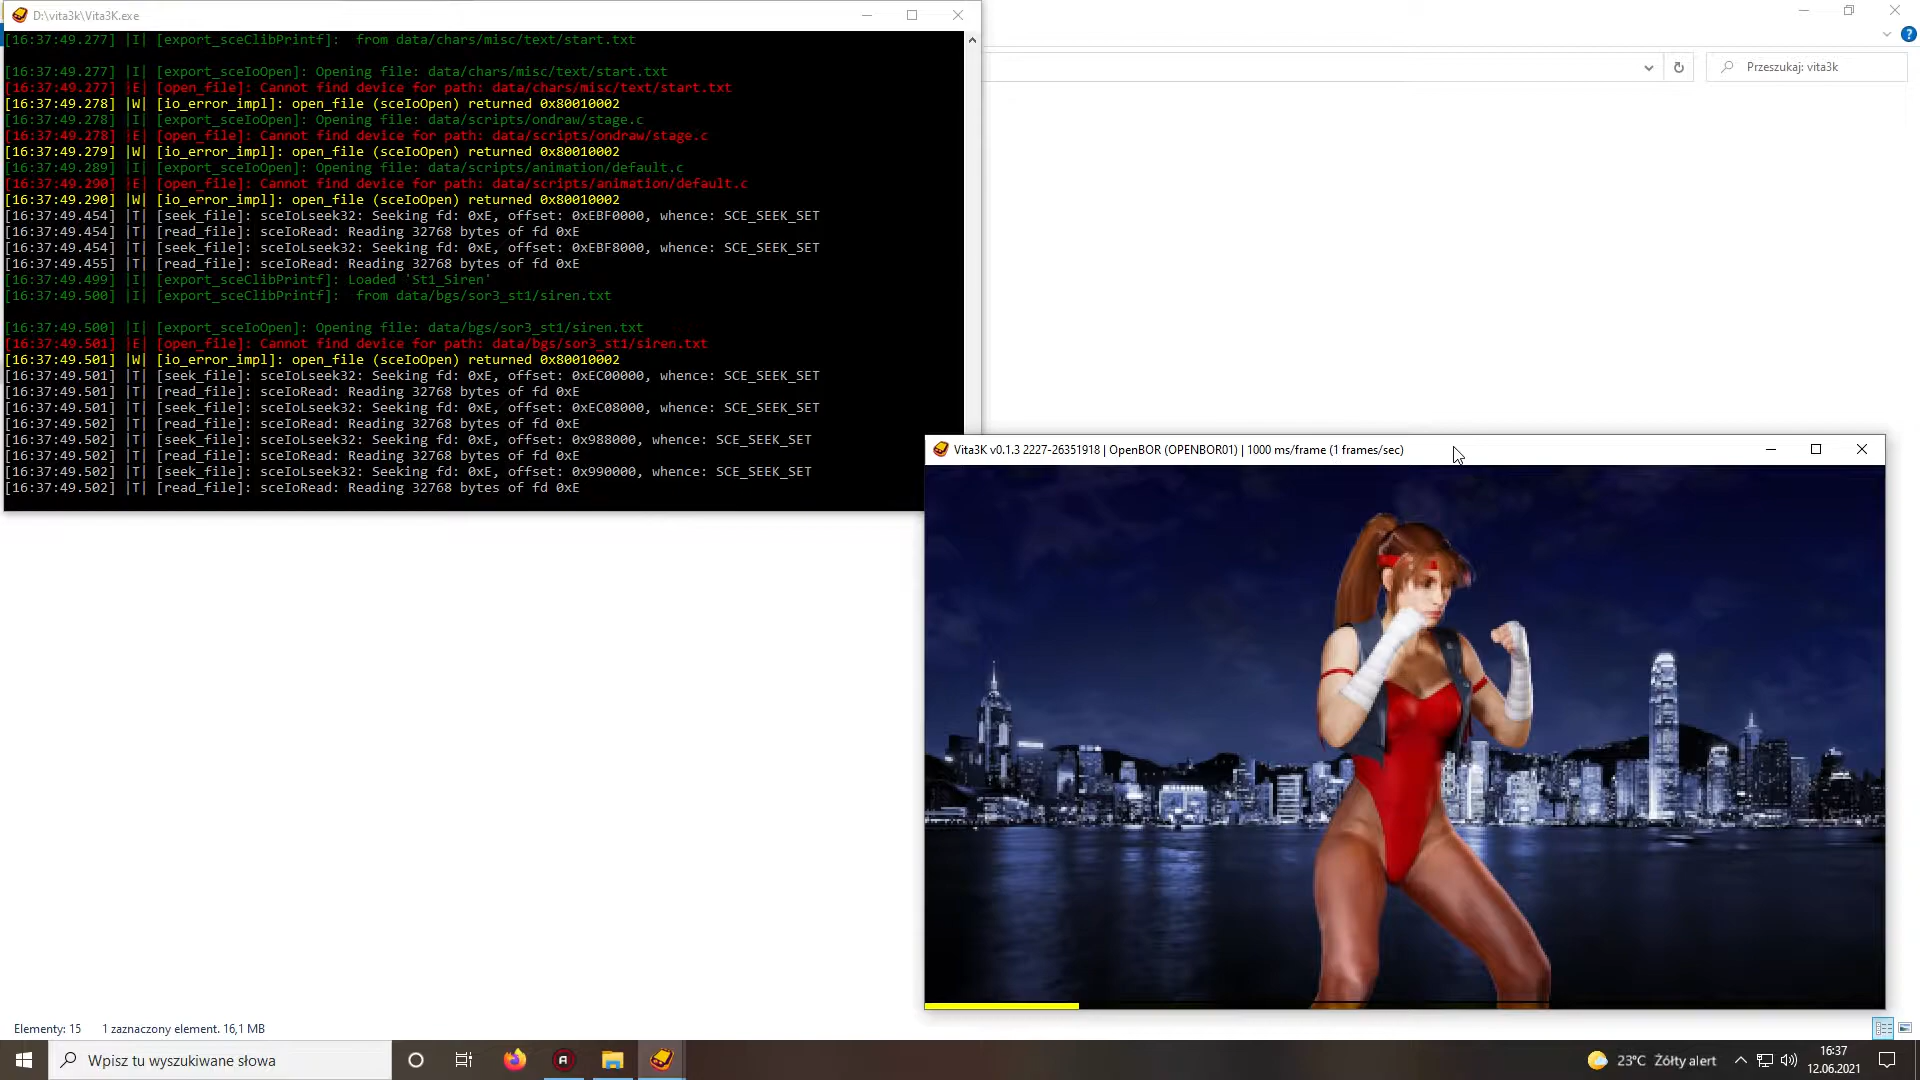 D:\vita3k\Vita3K.exe
[16:37:49.277] |I| [export_sceClibPrintf]:  from data/chars/misc/text/start.txt
[16:37:49.277] |I| [export_sceIoOpen]: Opening file: data/chars/misc/text/start.txt
[16:37:49.277] |E| [open_file]: Cannot find device for path: data/chars/misc/text/start.txt
[16:37:49.278] |W| [io_error_impl]: open_file (sceIoOpen) returned 0x80010002
[16:37:49.278] |I| [export_sceIoOpen]: Opening file: data/scripts/ondraw/stage.c
[16:37:49.278] |E| [open_file]: Cannot find device for path: data/scripts/ondraw/stage.c
[16:37:49.279] |W| [io_error_impl]: open_file (sceIoOpen) returned 0x80010002
[16:37:49.289] |I| [export_sceIoOpen]: Opening file: data/scripts/animation/default.c
[16:37:49.290] |E| [open_file]: Cannot find device for path: data/scripts/animation/default.c
[16:37:49.290] |W| [io_error_impl]: open_file (sceIoOpen) returned 0x80010002
[16:37:49.454] |T| [seek_file]: sceIoLseek32: Seeking fd: 0xE, offset: 0xEBF0000, whence: SCE_SEEK_SET
[16:37:49.454] |T| [read_file]: sceIoRead: Reading 32768 bytes of fd 0xE
[16:37:49.454] |T| [seek_file]: sceIoLseek32: Seeking fd: 0xE, offset: 0xEBF8000, whence: SCE_SEEK_SET
[16:37:49.455] |T| [read_file]: sceIoRead: Reading 32768 bytes of fd 0xE
[16:37:49.499] |I| [export_sceClibPrintf]: Loaded 'St1_Siren'
[16:37:49.500] |I| [export_sceClibPrintf]:  from data/bgs/sor3_st1/siren.txt
[16:37:49.500] |I| [export_sceIoOpen]: Opening file: data/bgs/sor3_st1/siren.txt
[16:37:49.501] |E| [open_file]: Cannot find device for path: data/bgs/sor3_st1/siren.txt
[16:37:49.501] |W| [io_error_impl]: open_file (sceIoOpen) returned 0x80010002
[16:37:49.501] |T| [seek_file]: sceIoLseek32: Seeking fd: 0xE, offset: 0xEC00000, whence: SCE_SEEK_SET
[16:37:49.501] |T| [read_file]: sceIoRead: Reading 32768 bytes of fd 0xE
[16:37:49.501] |T| [seek_file]: sceIoLseek32: Seeking fd: 0xE, offset: 0xEC08000, whence: SCE_SEEK_SET
[16:37:49.502] |T| [read_file]: sceIoRead: Reading 32768 bytes of fd 0xE
[16:37:49.502] |T| [seek_file]: sceIoLseek32: Seeking fd: 0xE, offset: 0x988000, whence: SCE_SEEK_SET
[16:37:49.502] |T| [read_file]: sceIoRead: Reading 32768 bytes of fd 0xE
[16:37:49.502] |T| [seek_file]: sceIoLseek32: Seeking fd: 0xE, offset: 0x990000, whence: SCE_SEEK_SET
[16:37:49.502] |T| [read_file]: sceIoRead: Reading 32768 bytes of fd 0xE
Przeszukaj: vita3k
Vita3K v0.1.3 2227-26351918 | OpenBOR (OPENBOR01) | 1000 ms/frame (1 frames/sec)
Elementy: 15 1 zaznaczony element. 16,1 MB
Wpisz tu wyszukiwane słowa
23°C Żółty alert
16:37
12.06.2021